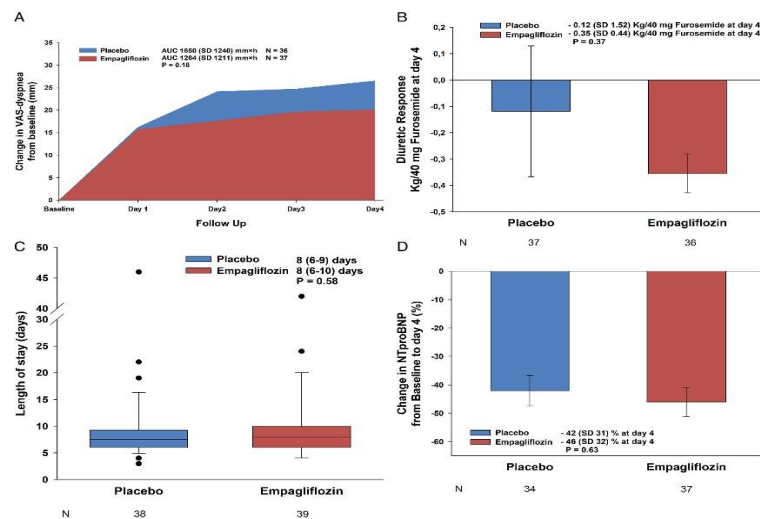 A
Placebo AUC 1650 (SD 1240) mm×h N = 36
Empagliflozin AUC 1264 (SD 1211) mm×h N = 37
P = 0.18
Change in VAS-dyspnea
from baseline (mm)
35
30
25
20
15
10
5
0
Baseline Day 1 Day2 Day3 Day4
Follow Up
B
Placebo - 0.12 (SD 1.52) Kg/40 mg Furosemide at day 4
Empagliflozin - 0.35 (SD 0.44) Kg/40 mg Furosemide at day 4
P = 0.37
Diuretic Response
Kg/40 mg Furosemide at day 4
0,2
0,1
0,0
-0,1
-0,2
-0,3
-0,4
-0,5
Placebo Empagliflozin
N 37 36
C
Placebo 8 (6-9) days
Empagliflozin 8 (6-10) days
P = 0.58
Length of stay (days)
50
45
40
30
25
20
15
10
5
0
Placebo Empagliflozin
N 38 39
D
Change in NTproBNP
from Baseline to day 4 (%)
0
-10
-20
-30
-40
-50
-60
Placebo - 42 (SD 31) % at day 4
Empagliflozin - 46 (SD 32) % at day 4
P = 0.63
Placebo Empagliflozin
N 34 37